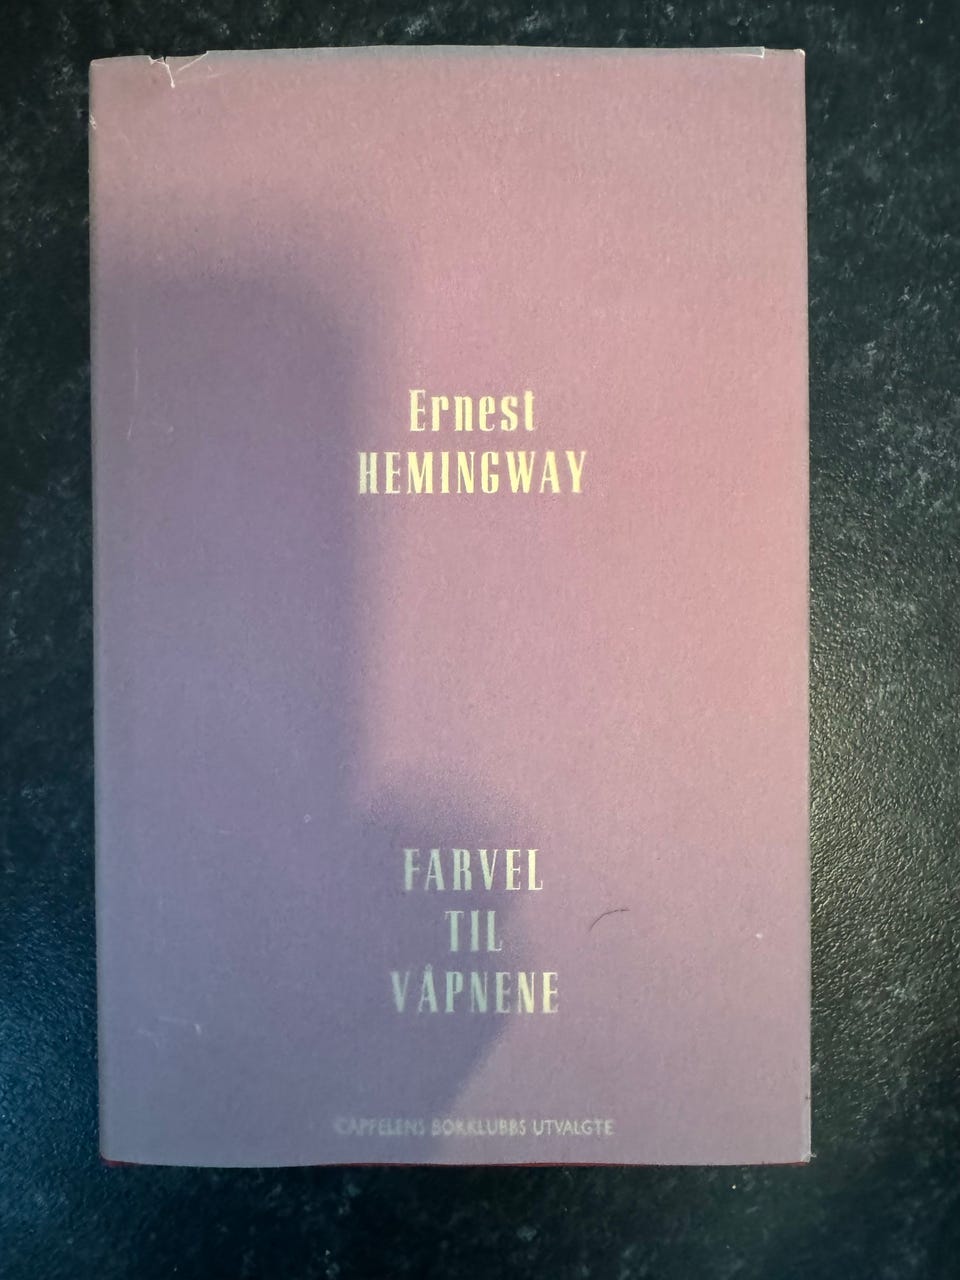 Ernest
HEMINGWAY
FARVEL
TIL
VÅPNENE
CAPPELENS BOKKLUBBS UTVALGTE